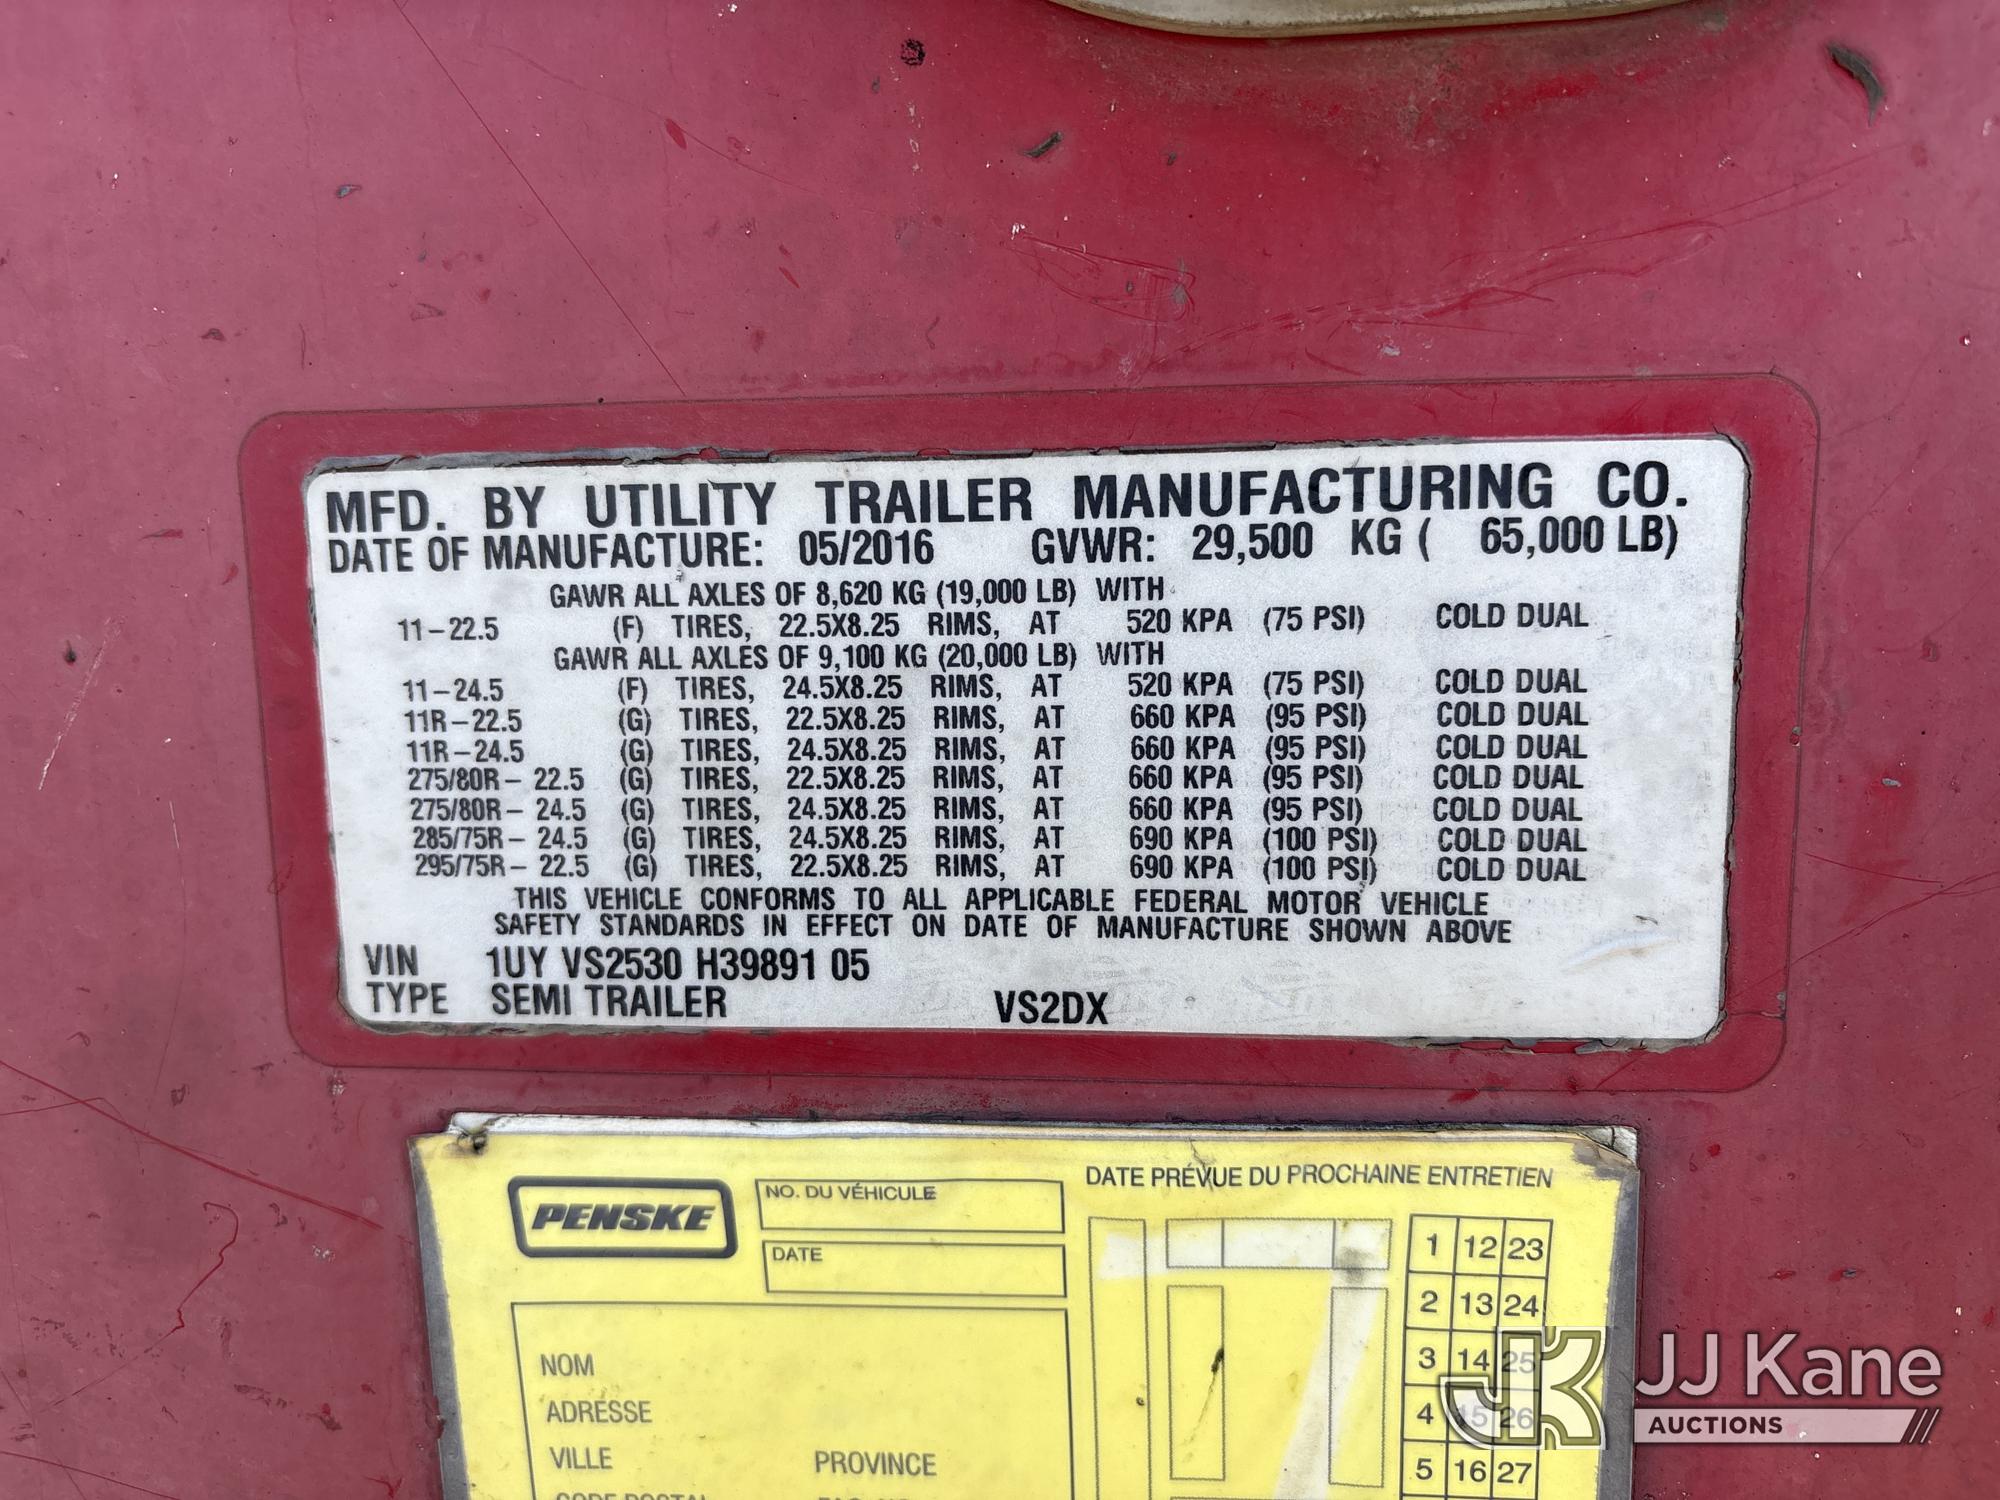 MFD. BY UTILITY TRAILER MANUFACTURING CO.
DATE OF MANUFACTURE: 05/2016 GVWR: 29,500 KG ( 65,000 LB)
GAWR ALL AXLES OF 8,620 KG (19,000 LB) WITH
11-22.5 (F) TIRES, 22.5X8.25 RIMS, AT 520 KPA (75 PSI) COLD DUAL
GAWR ALL AXLES OF 9,100 KG (20,000 LB) WITH
11-24.5 (F) TIRES, 24.5X8.25 RIMS, AT 520 KPA (75 PSI) COLD DUAL
11R-22.5 (G) TIRES, 22.5X8.25 RIMS, AT 660 KPA (95 PSI) COLD DUAL
11R-24.5 (G) TIRES, 24.5X8.25 RIMS, AT 660 KPA (95 PSI) COLD DUAL
275/80R- 22.5 (G) TIRES, 22.5X8.25 RIMS, AT 660 KPA (95 PSI) COLD DUAL
275/80R- 24.5 (G) TIRES, 24.5X8.25 RIMS, AT 660 KPA (95 PSI) COLD DUAL
285/75R- 24.5 (G) TIRES, 24.5X8.25 RIMS, AT 690 KPA (100 PSI) COLD DUAL
295/75R- 22.5 (G) TIRES, 22.5X8.25 RIMS, AT 690 KPA (100 PSI) COLD DUAL
THIS VEHICLE CONFORMS TO ALL APPLICABLE FEDERAL MOTOR VEHICLE
SAFETY STANDARDS IN EFFECT ON DATE OF MANUFACTURE SHOWN ABOVE
VIN 1UY VS2530 H39891 05
TYPE SEMI TRAILER VS2DX
PENSKE
NO. DU VÉHICULE
DATE
DATE PRÉVUE DU PROCHAINE ENTRETIEN
1 12 23
2 13 24
3 14 25
4 15 26
5 16 27
NOM
ADRESSE
VILLE PROVINCE
JJ Kane
AUCTIONS